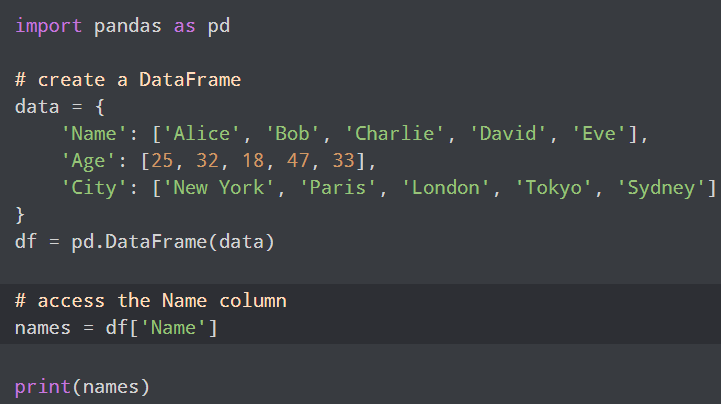 import pandas as pd
# create a DataFrame
data = {
    'Name': ['Alice', 'Bob', 'Charlie', 'David', 'Eve'],
    'Age': [25, 32, 18, 47, 33],
    'City': ['New York', 'Paris', 'London', 'Tokyo', 'Sydney']
}
df = pd.DataFrame(data)
# access the Name column
names = df['Name']
print(names)